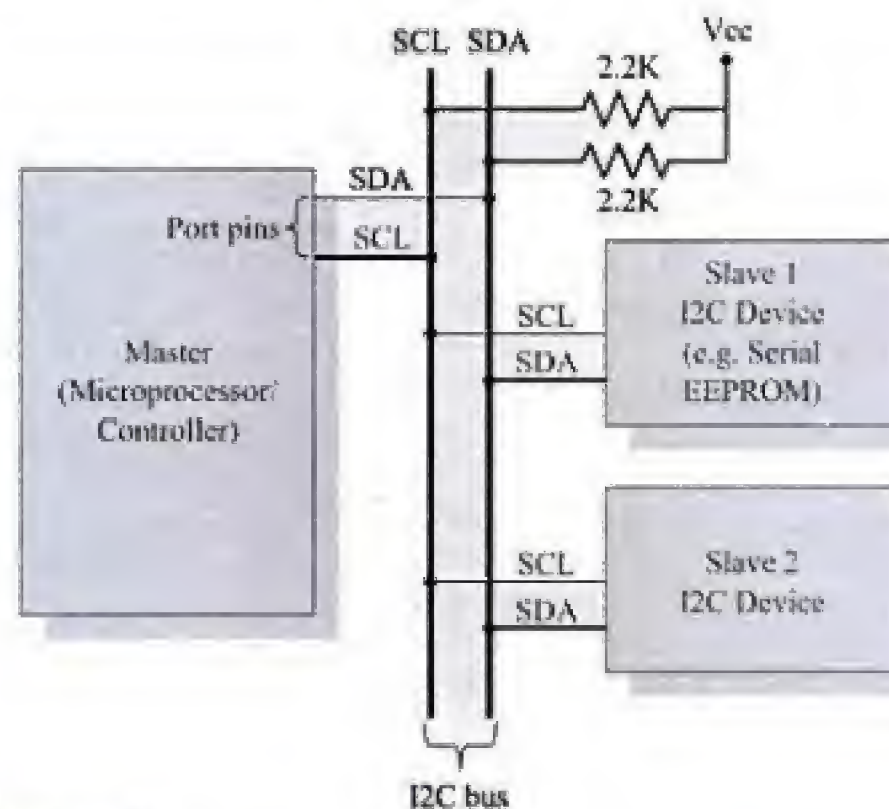 SCL SDA
Vcc
2.2K
2.2K
SDA
Port pins
SCL
Master
(Microprocessor/
Controller)
SCL
SDA
Slave 1
I2C Device
(e.g. Serial
EEPROM)
SCL
SDA
Slave 2
I2C Device
I2C bus